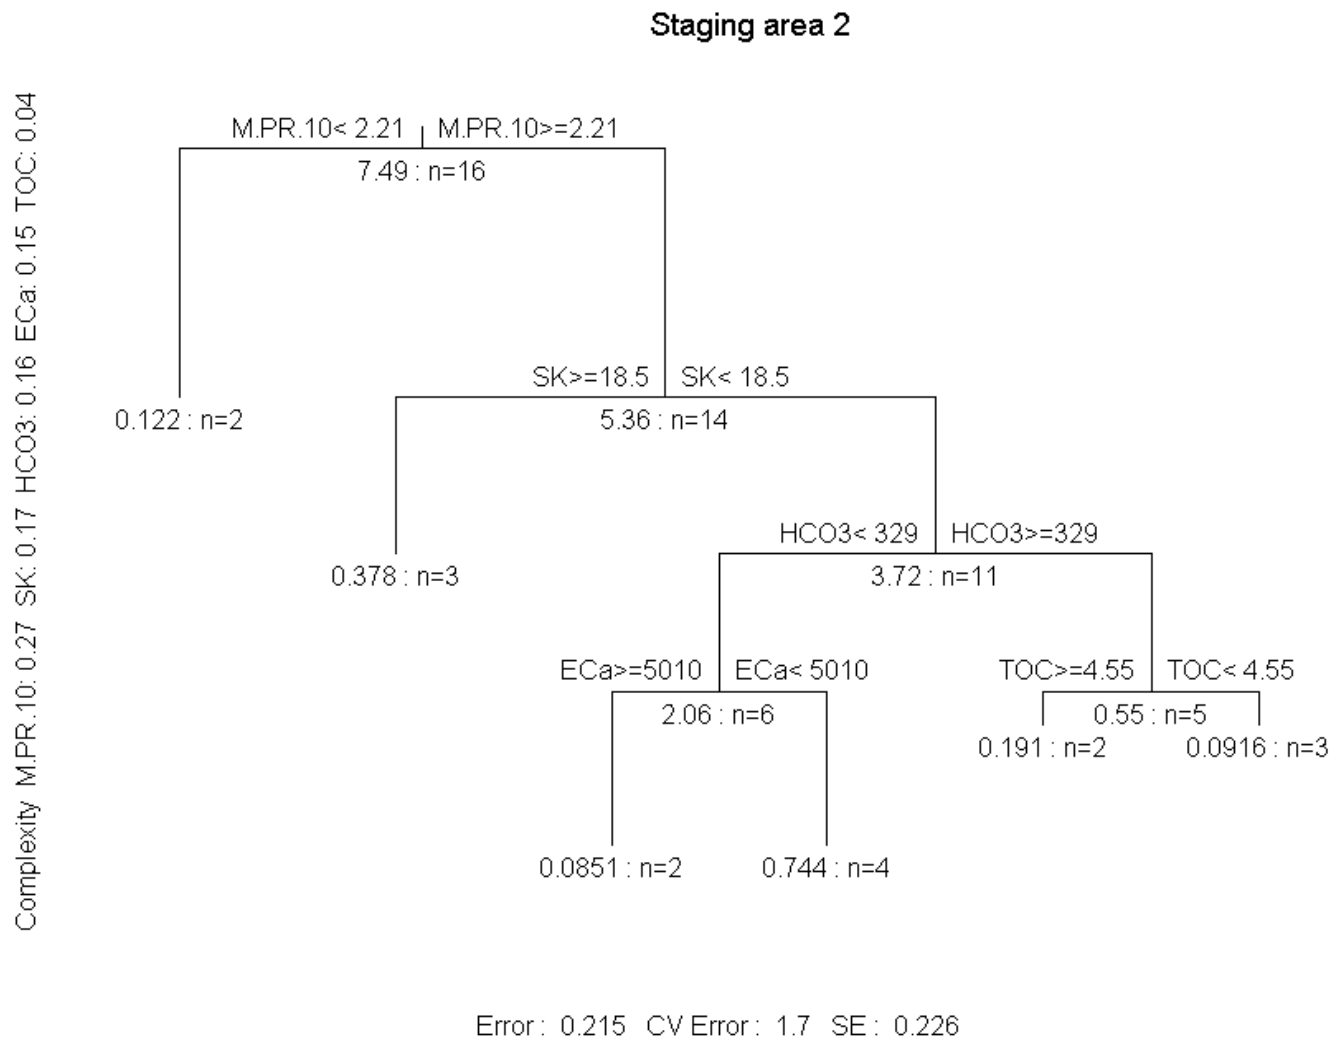 Staging area 2
Complexity M.PR.10: 0.27 SK: 0.17 HCO3: 0.16 ECa: 0.15 TOC: 0.04
M.PR.10< 2.21 M.PR.10>=2.21
7.49 : n=16
SK>=18.5 SK< 18.5
0.122 : n=2 5.36 : n=14
HCO3< 329 HCO3>=329
0.378 : n=3 3.72 : n=11
ECa>=5010 ECa< 5010 TOC>=4.55 TOC< 4.55
2.06 : n=6 0.55 : n=5
0.191 : n=2 0.0916 : n=3
0.0851 : n=2 0.744 : n=4
Error : 0.215 CV Error : 1.7 SE : 0.226